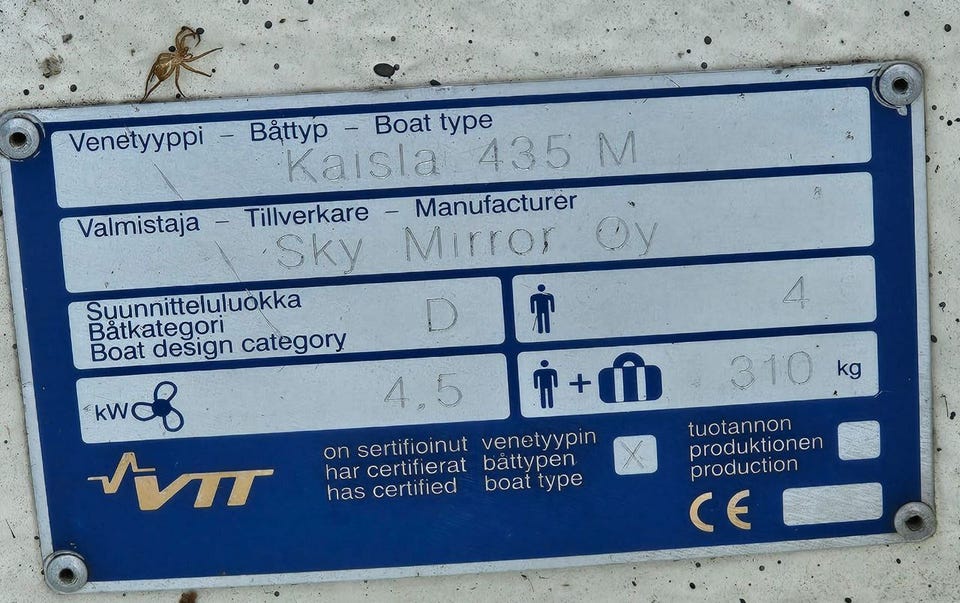 Venetyyppi – Båttyp – Boat type
Kaisla 435 M
Valmistaja – Tillverkare – Manufacturer
Sky Mirror Oy
Suunnitteluluokka
Båtkategori
Boat design category
D
4
kW
4.5
+
310 kg
VTT
on sertifioinut
har certifierat
has certified
venetyypin
båttypen
boat type
X
tuotannon
produktionen
production
CE